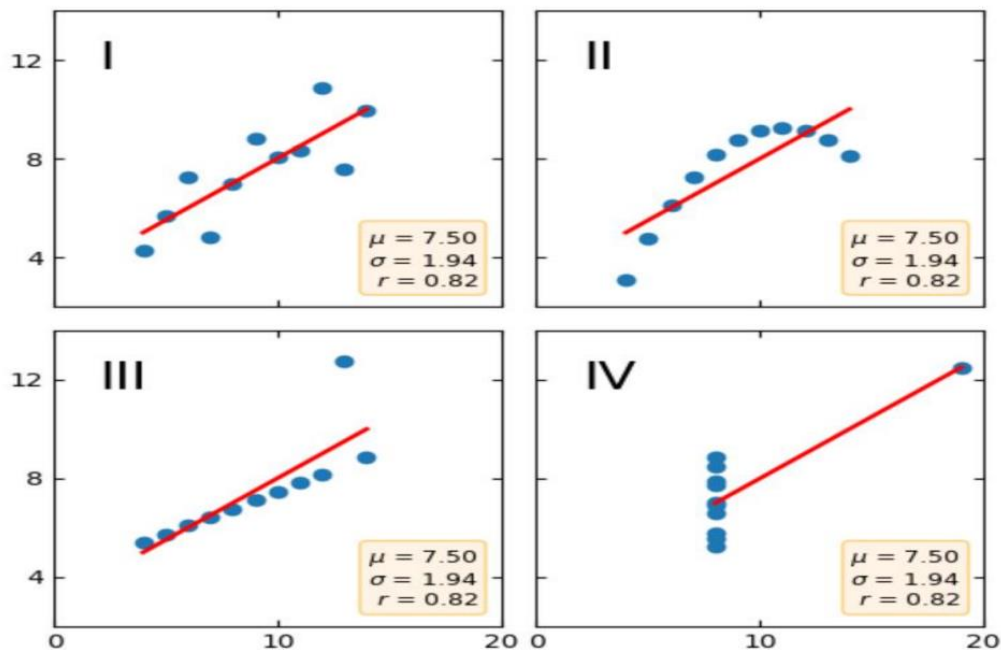 I
12
8
4
μ = 7.50
σ = 1.94
r = 0.82
II
μ = 7.50
σ = 1.94
r = 0.82
III
12
8
4
μ = 7.50
σ = 1.94
r = 0.82
0
10
20
IV
μ = 7.50
σ = 1.94
r = 0.82
0
10
20